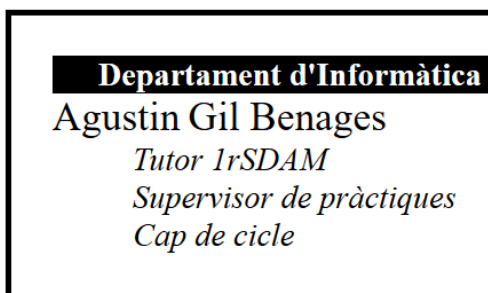 Departament d'Informàtica
Agustin Gil Benages
Tutor 1rSDAM
Supervisor de pràctiques
Cap de cicle